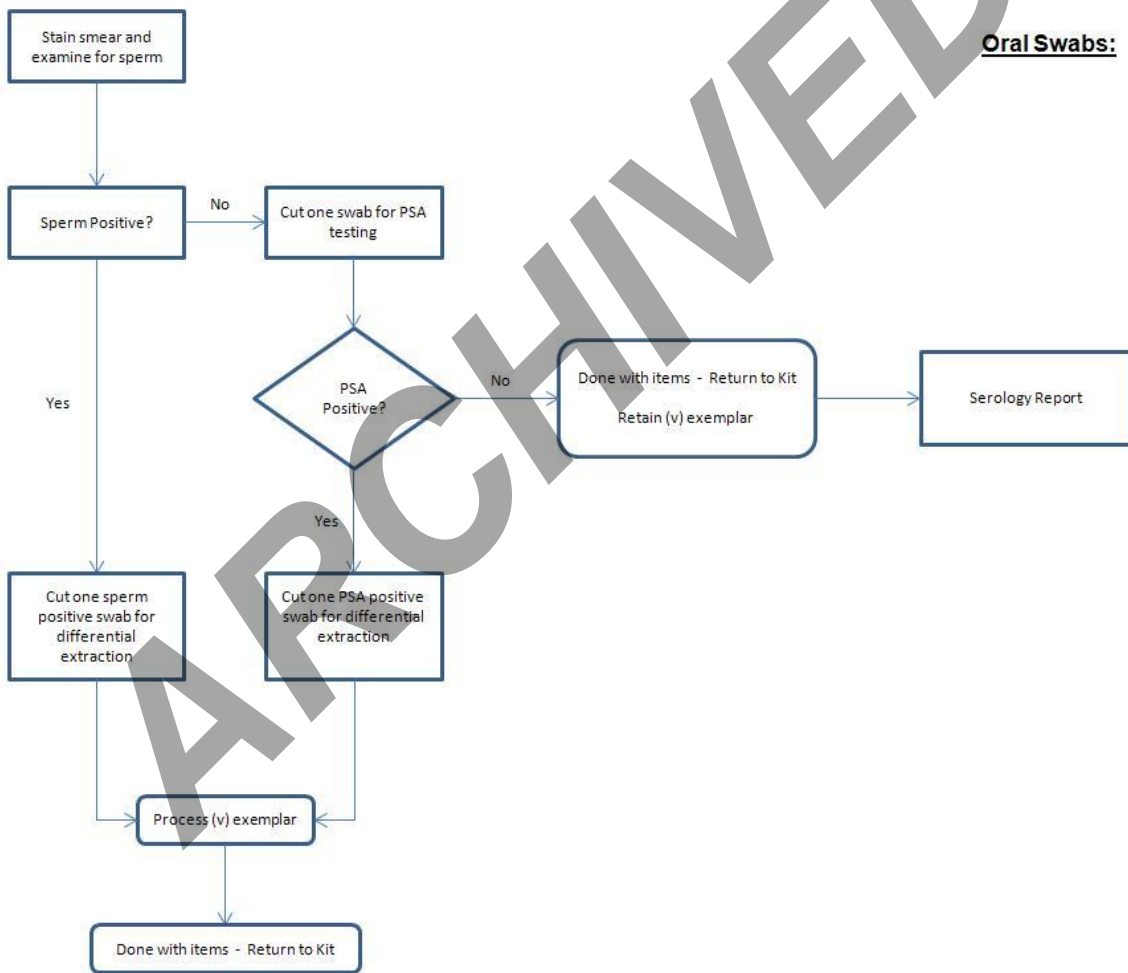 Oral Swabs:
Stain smear and
examine for sperm
Sperm Positive?
No
Cut one swab for PSA
testing
Yes
PSA
Positive?
No
Done with items - Return to Kit
Retain (v) exemplar
Serology Report
Yes
Cut one sperm
positive swab for
differential
extraction
Cut one PSA positive
swab for differential
extraction
Process (v) exemplar
Done with items - Return to Kit
ARCHIVED